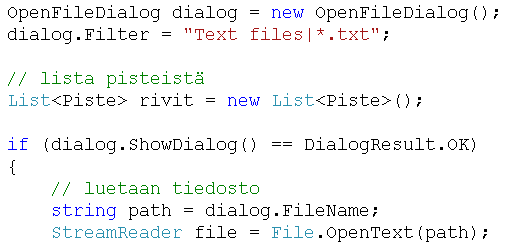 OpenFileDialog dialog = new OpenFileDialog();
dialog.Filter = "Text files|*.txt";

// lista pisteistä
List<Piste> rivit = new List<Piste>();

if (dialog.ShowDialog() == DialogResult.OK)
{
    // luetaan tiedosto
    string path = dialog.FileName;
    StreamReader file = File.OpenText(path);